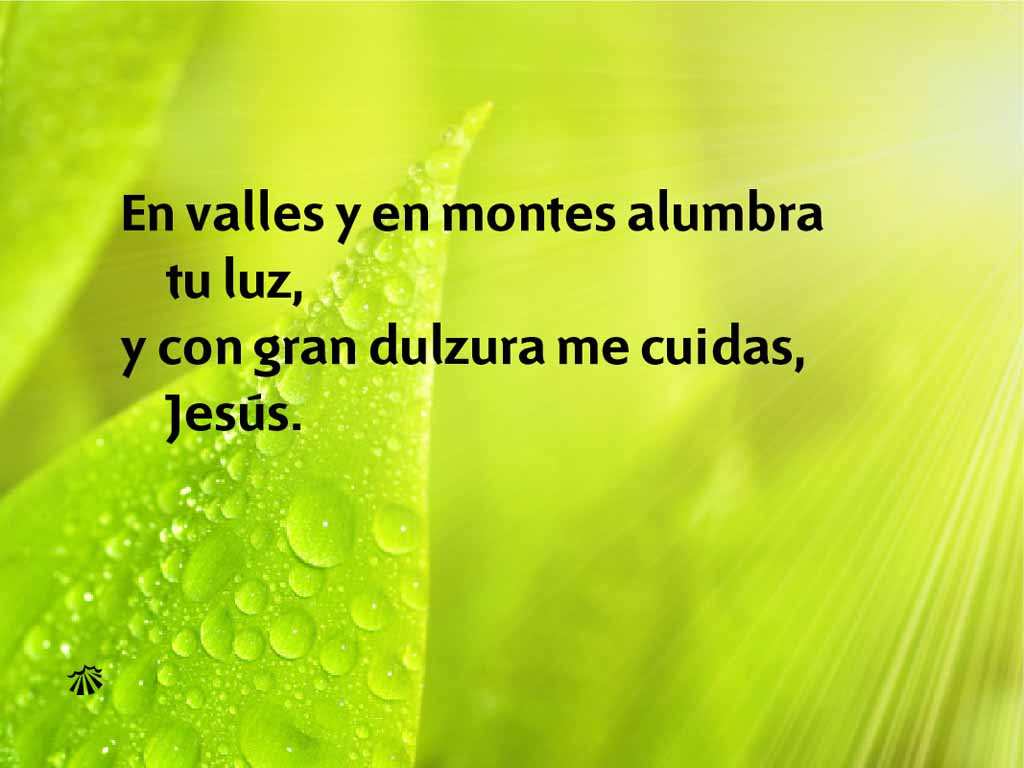 En valles y en montes alumbra
tu luz,
y con gran dulzura me cuidas,
Jesús.